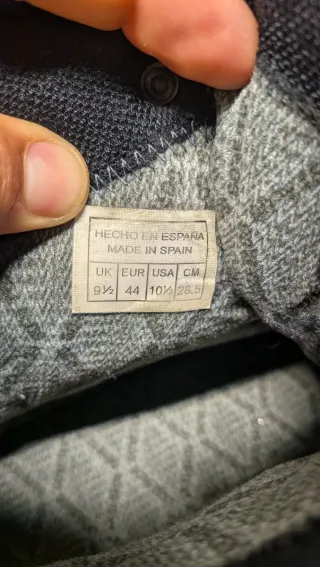 HECHO EN ESPAÑA
MADE IN SPAIN
UK EUR USA CM
9½ 44 10½ 28.5